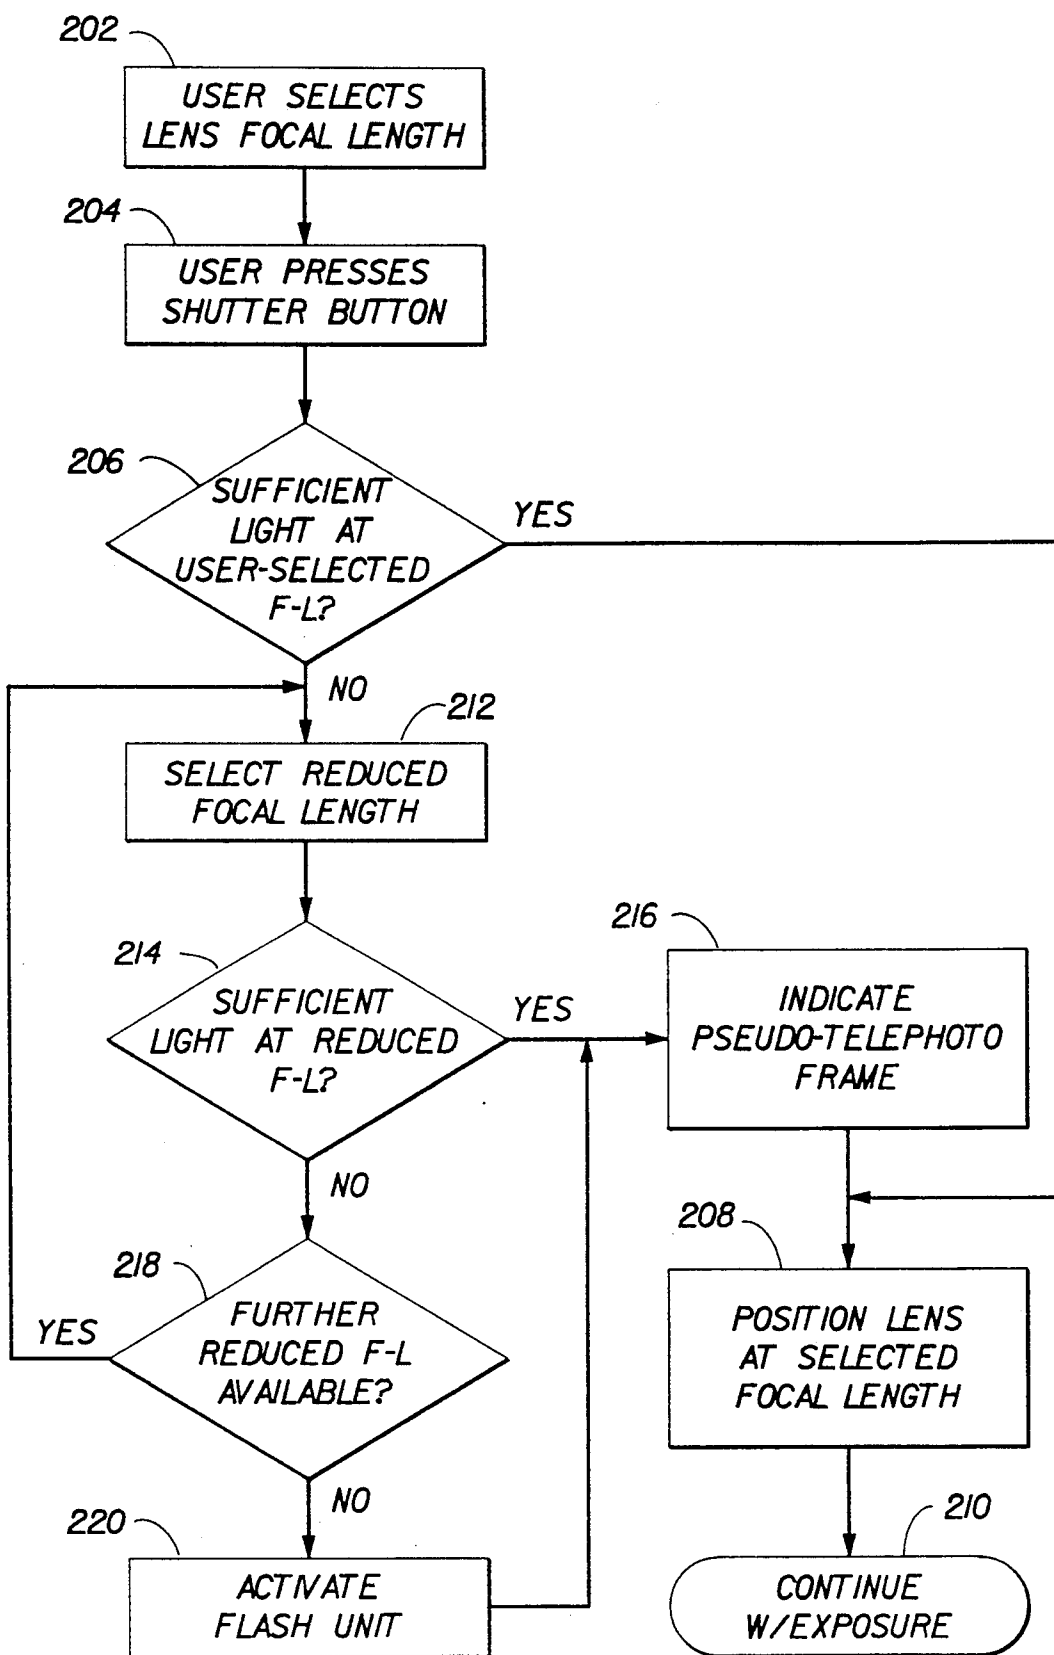 202
USER SELECTS
LENS FOCAL LENGTH
204
USER PRESSES
SHUTTER BUTTON
206
SUFFICIENT
LIGHT AT
USER-SELECTED
F-L?
YES
NO
212
SELECT REDUCED
FOCAL LENGTH
214
SUFFICIENT
LIGHT AT REDUCED
F-L?
YES
NO
216
INDICATE
PSEUDO-TELEPHOTO
FRAME
218
FURTHER
REDUCED F-L
AVAILABLE?
YES
NO
208
POSITION LENS
AT SELECTED
FOCAL LENGTH
220
ACTIVATE
FLASH UNIT
210
CONTINUE
W/EXPOSURE